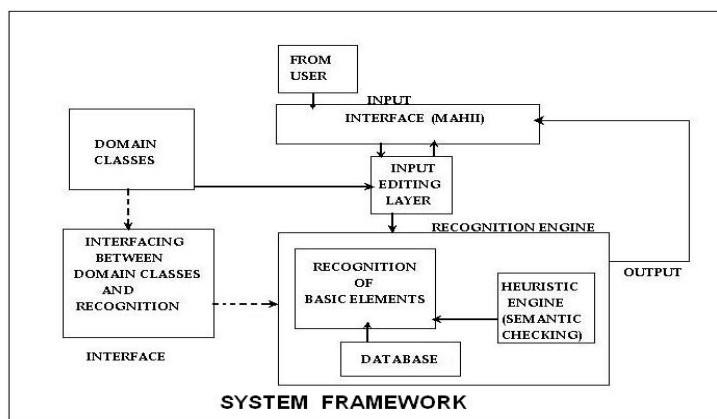 FROM
USER
INPUT
INTERFACE (MAHII)
DOMAIN
CLASSES
INPUT
EDITING
LAYER
RECOGNITION ENGINE
INTERFACING
BETWEEN
DOMAIN CLASSES
AND
RECOGNITION
RECOGNITION
OF
BASIC ELEMENTS
HEURISTIC
ENGINE
(SEMANTIC
CHECKING)
OUTPUT
DATABASE
INTERFACE
SYSTEM FRAMEWORK